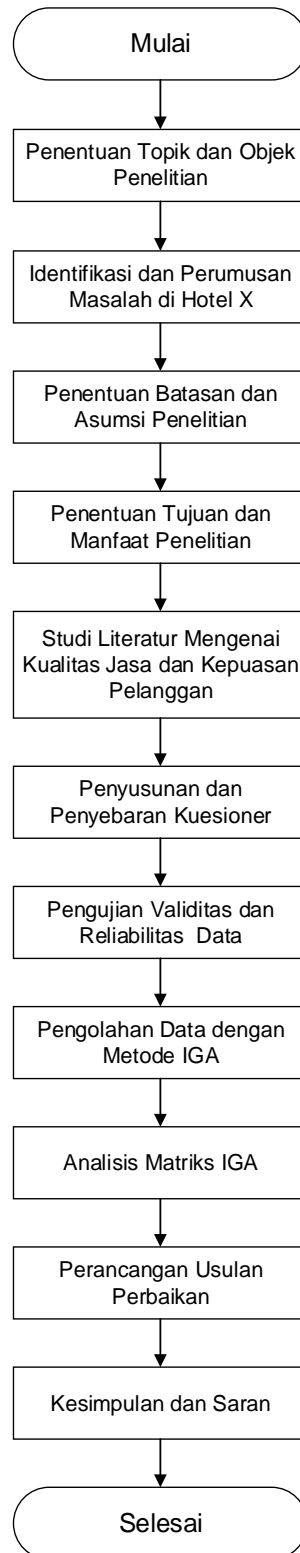 Mulai
Penentuan Topik dan Objek
Penelitian
Identifikasi dan Perumusan
Masalah di Hotel X
Penentuan Batasan dan
Asumsi Penelitian
Penentuan Tujuan dan
Manfaat Penelitian
Studi Literatur Mengenai
Kualitas Jasa dan Kepuasan
Pelanggan
Penyusunan dan
Penyebaran Kuesioner
Pengujian Validitas dan
Reliabilitas  Data
Pengolahan Data dengan
Metode IGA
Analisis Matriks IGA
Perancangan Usulan
Perbaikan
Kesimpulan dan Saran
Selesai